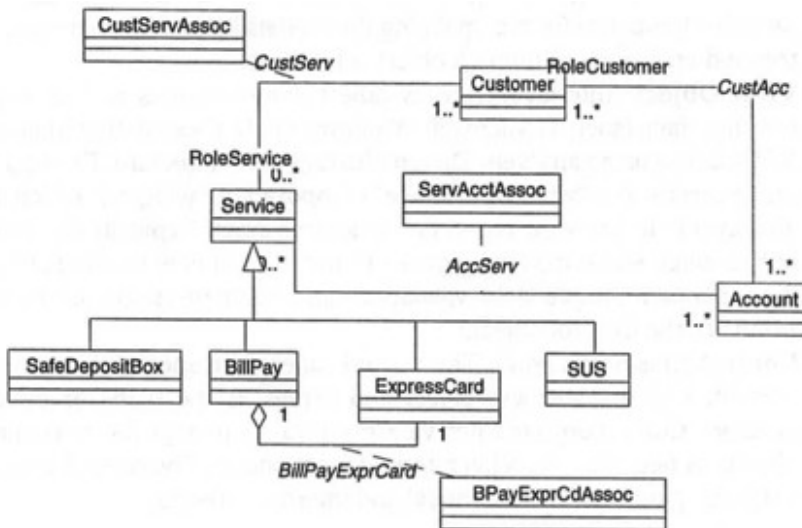 CustServAssoc
CustServ
Customer
RoleCustomer
1..*
1..*
CustAcc
RoleService
0..*
Service
ServAcctAssoc
0..*
AccServ
1..*
Account
1..*
SafeDepositBox
BillPay
ExpressCard
SUS
1
1
BillPayExprCard
BPayExprCdAssoc